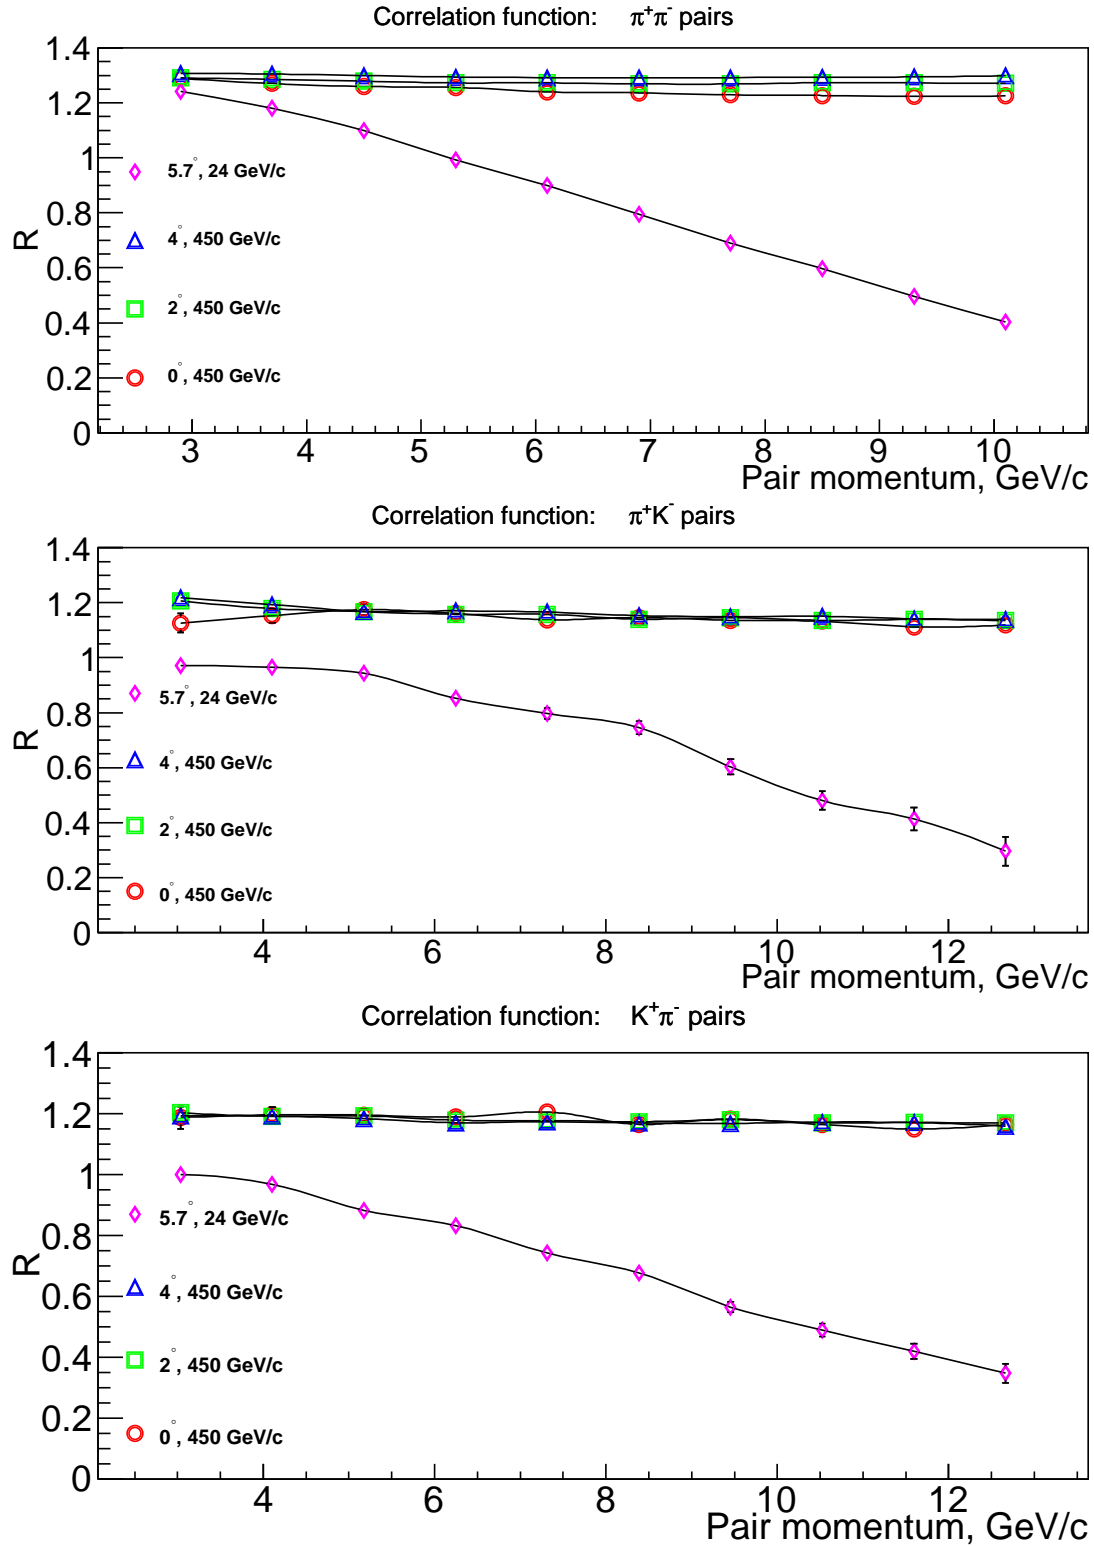 Correlation function: π⁺π⁻ pairs
1.4
1.2
1
0.8
0.6
0.4
0.2
0
R
5.7°, 24 GeV/c
4°, 450 GeV/c
2°, 450 GeV/c
0°, 450 GeV/c
3 4 5 6 7 8 9 10
Pair momentum, GeV/c
Correlation function: π⁺K⁻ pairs
1.4
1.2
1
0.8
0.6
0.4
0.2
0
R
5.7°, 24 GeV/c
4°, 450 GeV/c
2°, 450 GeV/c
0°, 450 GeV/c
4 6 8 10 12
Pair momentum, GeV/c
Correlation function: K⁺π⁻ pairs
1.4
1.2
1
0.8
0.6
0.4
0.2
0
R
5.7°, 24 GeV/c
4°, 450 GeV/c
2°, 450 GeV/c
0°, 450 GeV/c
4 6 8 10 12
Pair momentum, GeV/c